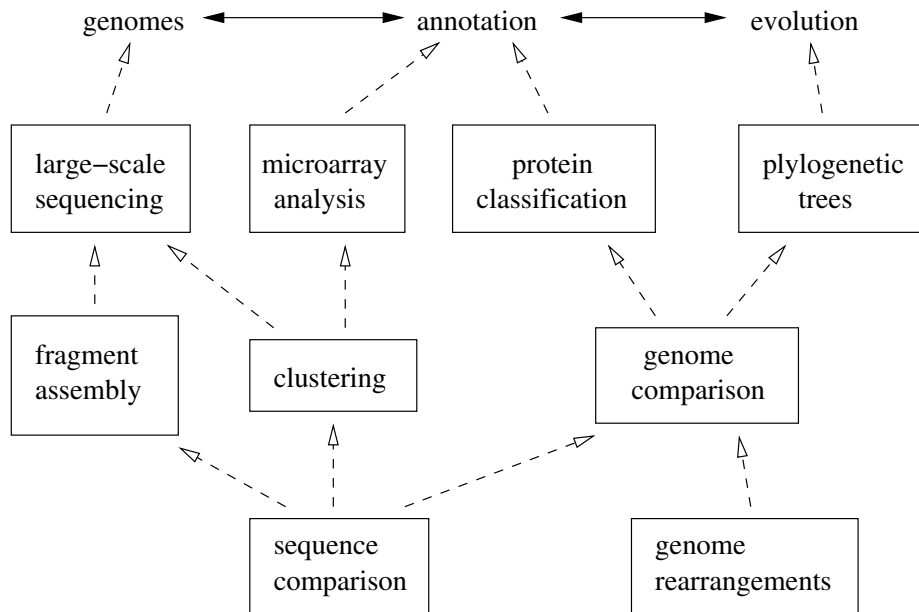 genomes
annotation
evolution
large−scale
sequencing
microarray
analysis
protein
classification
plylogenetic
trees
fragment
assembly
clustering
genome
comparison
sequence
comparison
genome
rearrangements